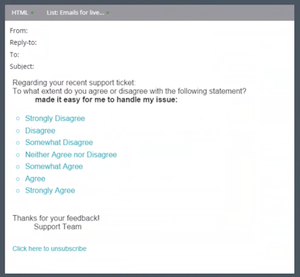 HTML List: Emails for live...
From:
Reply-to:
To:
Subject:
Regarding your recent support ticket:
To what extent do you agree or disagree with the following statement?
made it easy for me to handle my issue:
Strongly Disagree
Disagree
Somewhat Disagree
Neither Agree nor Disagree
Somewhat Agree
Agree
Strongly Agree
Thanks for your feedback!
Support Team
Click here to unsubscribe